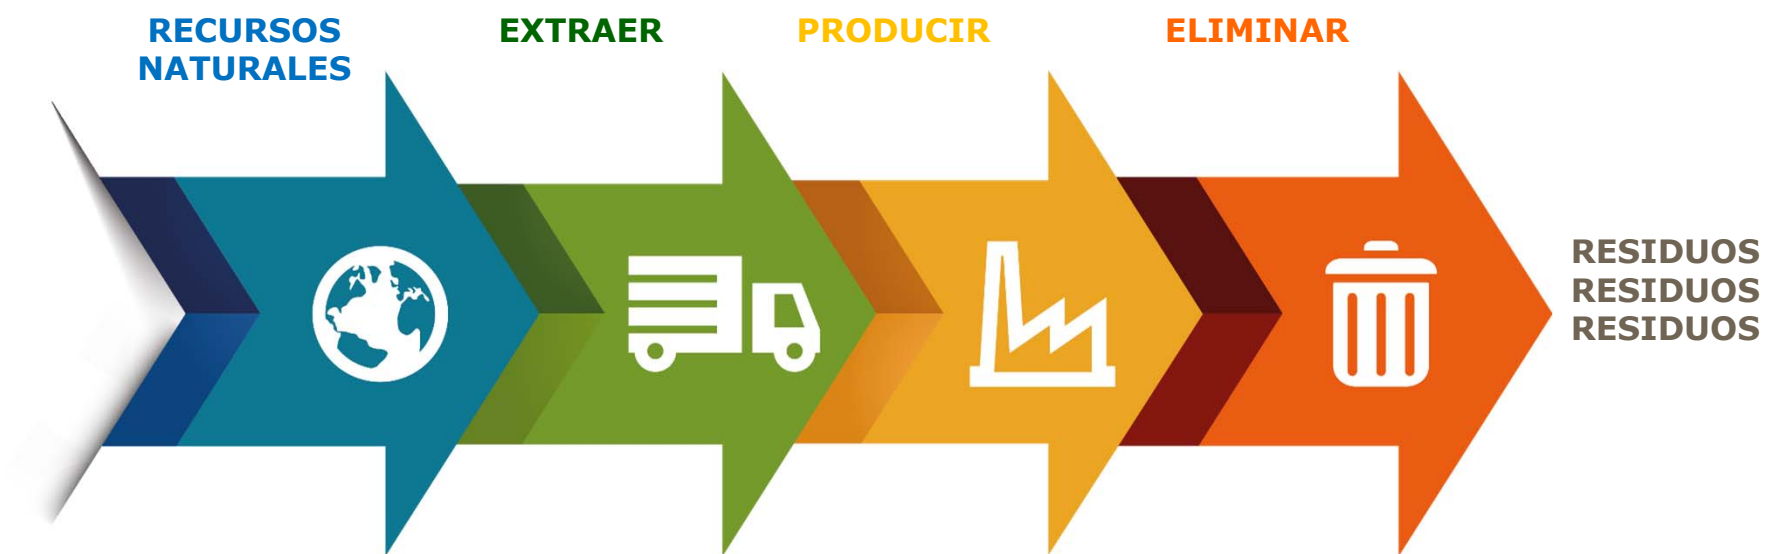 RECURSOS
NATURALES
EXTRAER
PRODUCIR
ELIMINAR
RESIDUOS
RESIDUOS
RESIDUOS